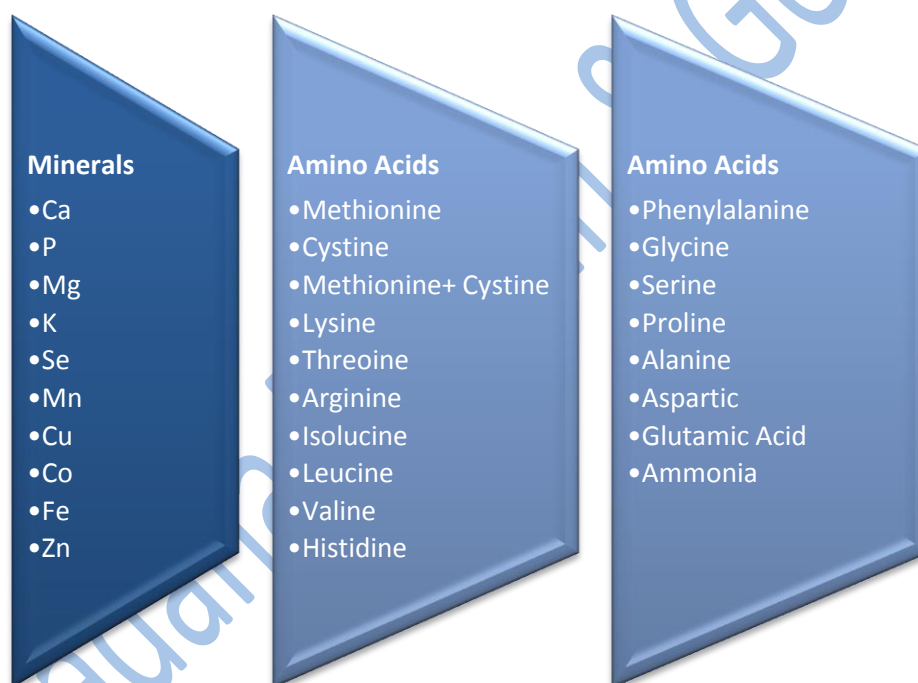 Minerals
•Ca
•P
•Mg
•K
•Se
•Mn
•Cu
•Co
•Fe
•Zn
Amino Acids
•Methionine
•Cystine
•Methionine+ Cystine
•Lysine
•Threoine
•Arginine
•Isolucine
•Leucine
•Valine
•Histidine
Amino Acids
•Phenylalanine
•Glycine
•Serine
•Proline
•Alanine
•Aspartic
•Glutamic Acid
•Ammonia